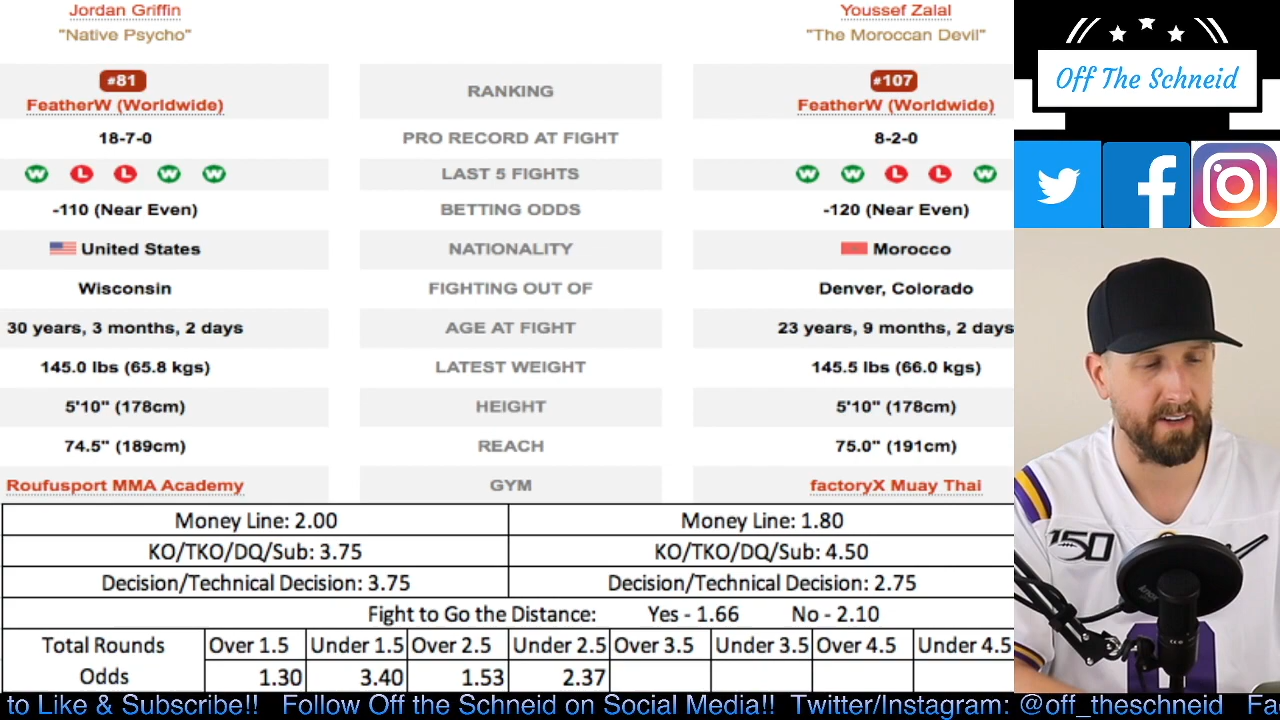 Jordan Griffin Youssef Zalal
"Native Psycho" "The Moroccan Devil"
#81 RANKING #107
FeatherW (Worldwide) FeatherW (Worldwide)
18-7-0 PRO RECORD AT FIGHT 8-2-0
W L L W W LAST 5 FIGHTS W W L L W
-110 (Near Even) BETTING ODDS -120 (Near Even)
United States NATIONALITY Morocco
Wisconsin FIGHTING OUT OF Denver, Colorado
30 years, 3 months, 2 days AGE AT FIGHT 23 years, 9 months, 2 days
145.0 lbs (65.8 kgs) LATEST WEIGHT 145.5 lbs (66.0 kgs)
5'10" (178cm) HEIGHT 5'10" (178cm)
74.5" (189cm) REACH 75.0" (191cm)
Roufusport MMA Academy GYM factoryX Muay Thai
Money Line: 2.00 Money Line: 1.80
KO/TKO/DQ/Sub: 3.75 KO/TKO/DQ/Sub: 4.50
Decision/Technical Decision: 3.75 Decision/Technical Decision: 2.75
Fight to Go the Distance: Yes - 1.66 No - 2.10
Total Rounds Over 1.5 Under 1.5 Over 2.5 Under 2.5 Over 3.5 Under 3.5 Over 4.5 Under 4.5
Odds 1.30 3.40 1.53 2.37
to Like & Subscribe!! Follow Off the Schneid on Social Media!! Twitter/Instagram: @off_theschneid Fa
Off The Schneid
150